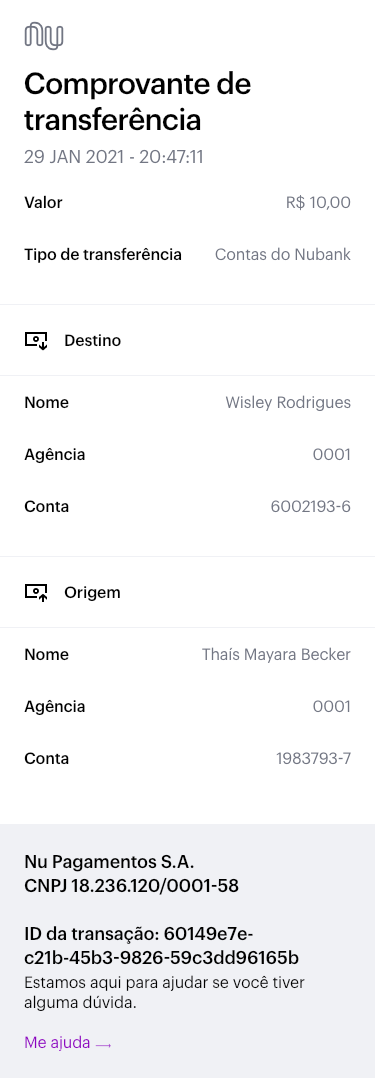 nu
Comprovante de
transferência
29 JAN 2021 - 20:47:11
Valor R$ 10,00
Tipo de transferência Contas do Nubank
Destino
Nome Wisley Rodrigues
Agência 0001
Conta 6002193-6
Origem
Nome Thaís Mayara Becker
Agência 0001
Conta 1983793-7
Nu Pagamentos S.A.
CNPJ 18.236.120/0001-58
ID da transação: 60149e7e-
c21b-45b3-9826-59c3dd96165b
Estamos aqui para ajudar se você tiver
alguma dúvida.
Me ajuda →